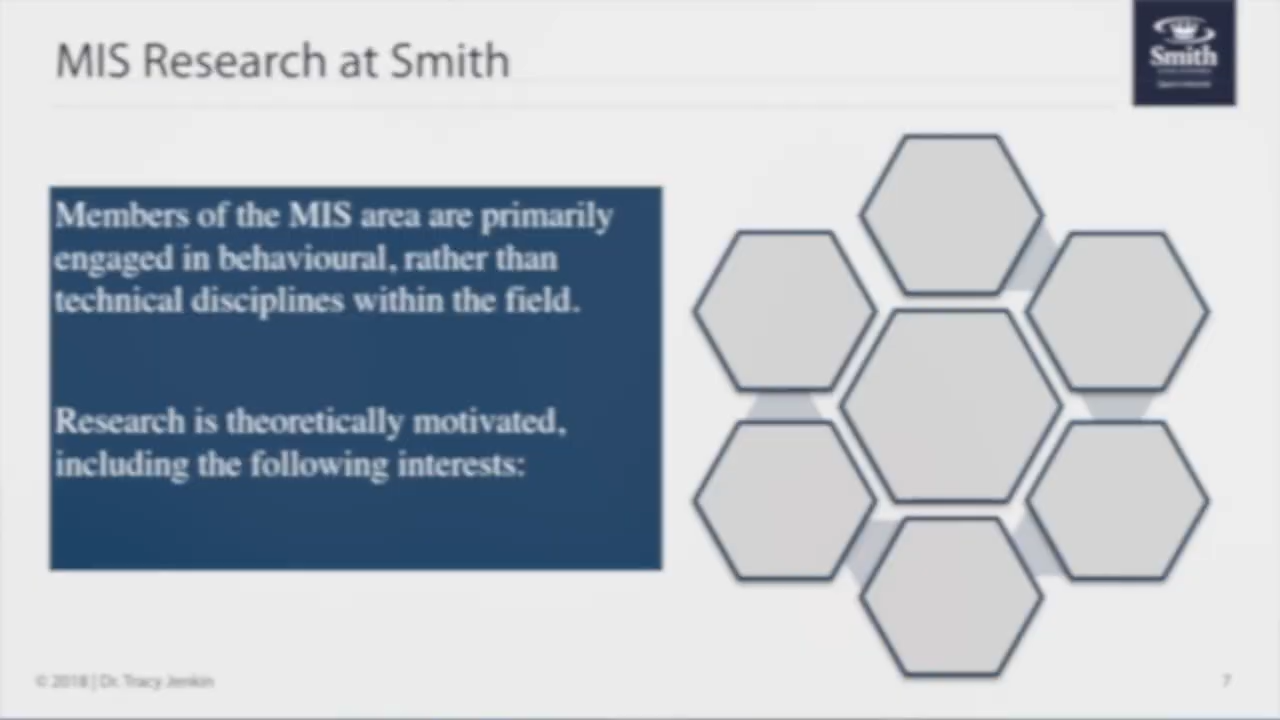 MIS Research at Smith
Smith
Members of the MIS area are primarily
engaged in behavioural, rather than
technical disciplines within the field.
Research is theoretically motivated,
including the following interests:
© 2018 | Dr. Tracy Jenkin
7